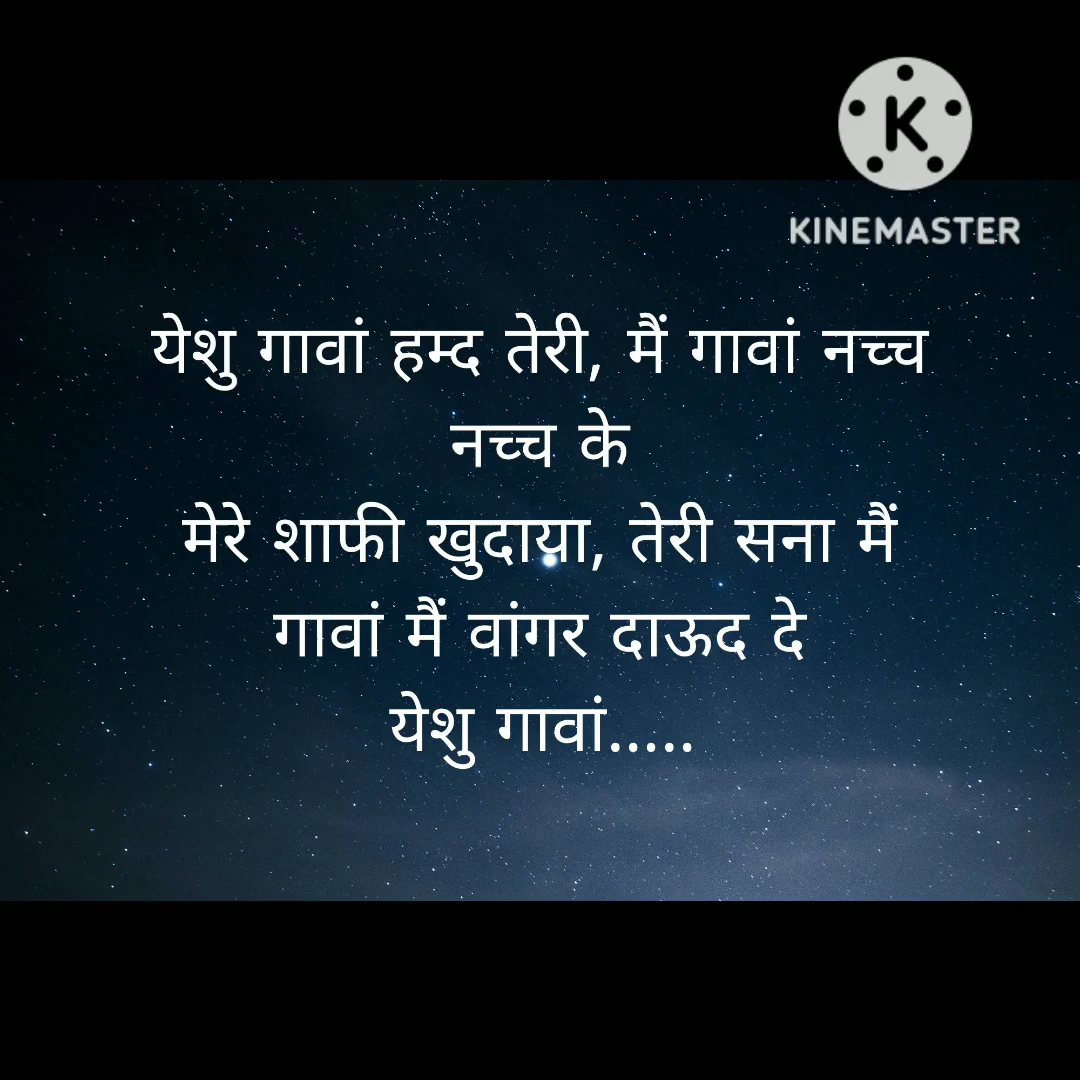 K
KINEMASTER
येशु गावां हम्द तेरी, मैं गावां नच्च
नच्च के
मेरे शाफी खुदाया, तेरी सना मैं
गावां मैं वांगर दाऊद दे
येशु गावां.....